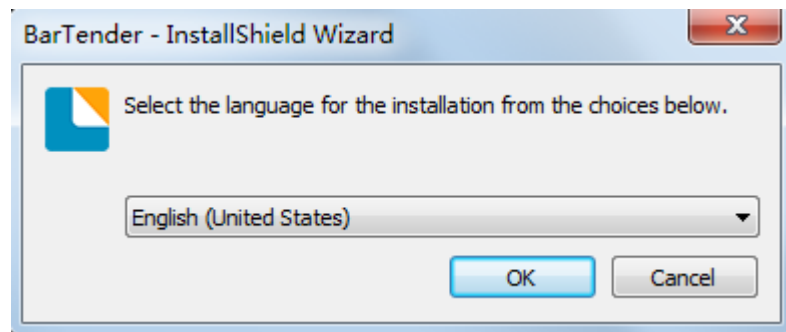 BarTender - InstallShield Wizard
Select the language for the installation from the choices below.
English (United States)
OK
Cancel